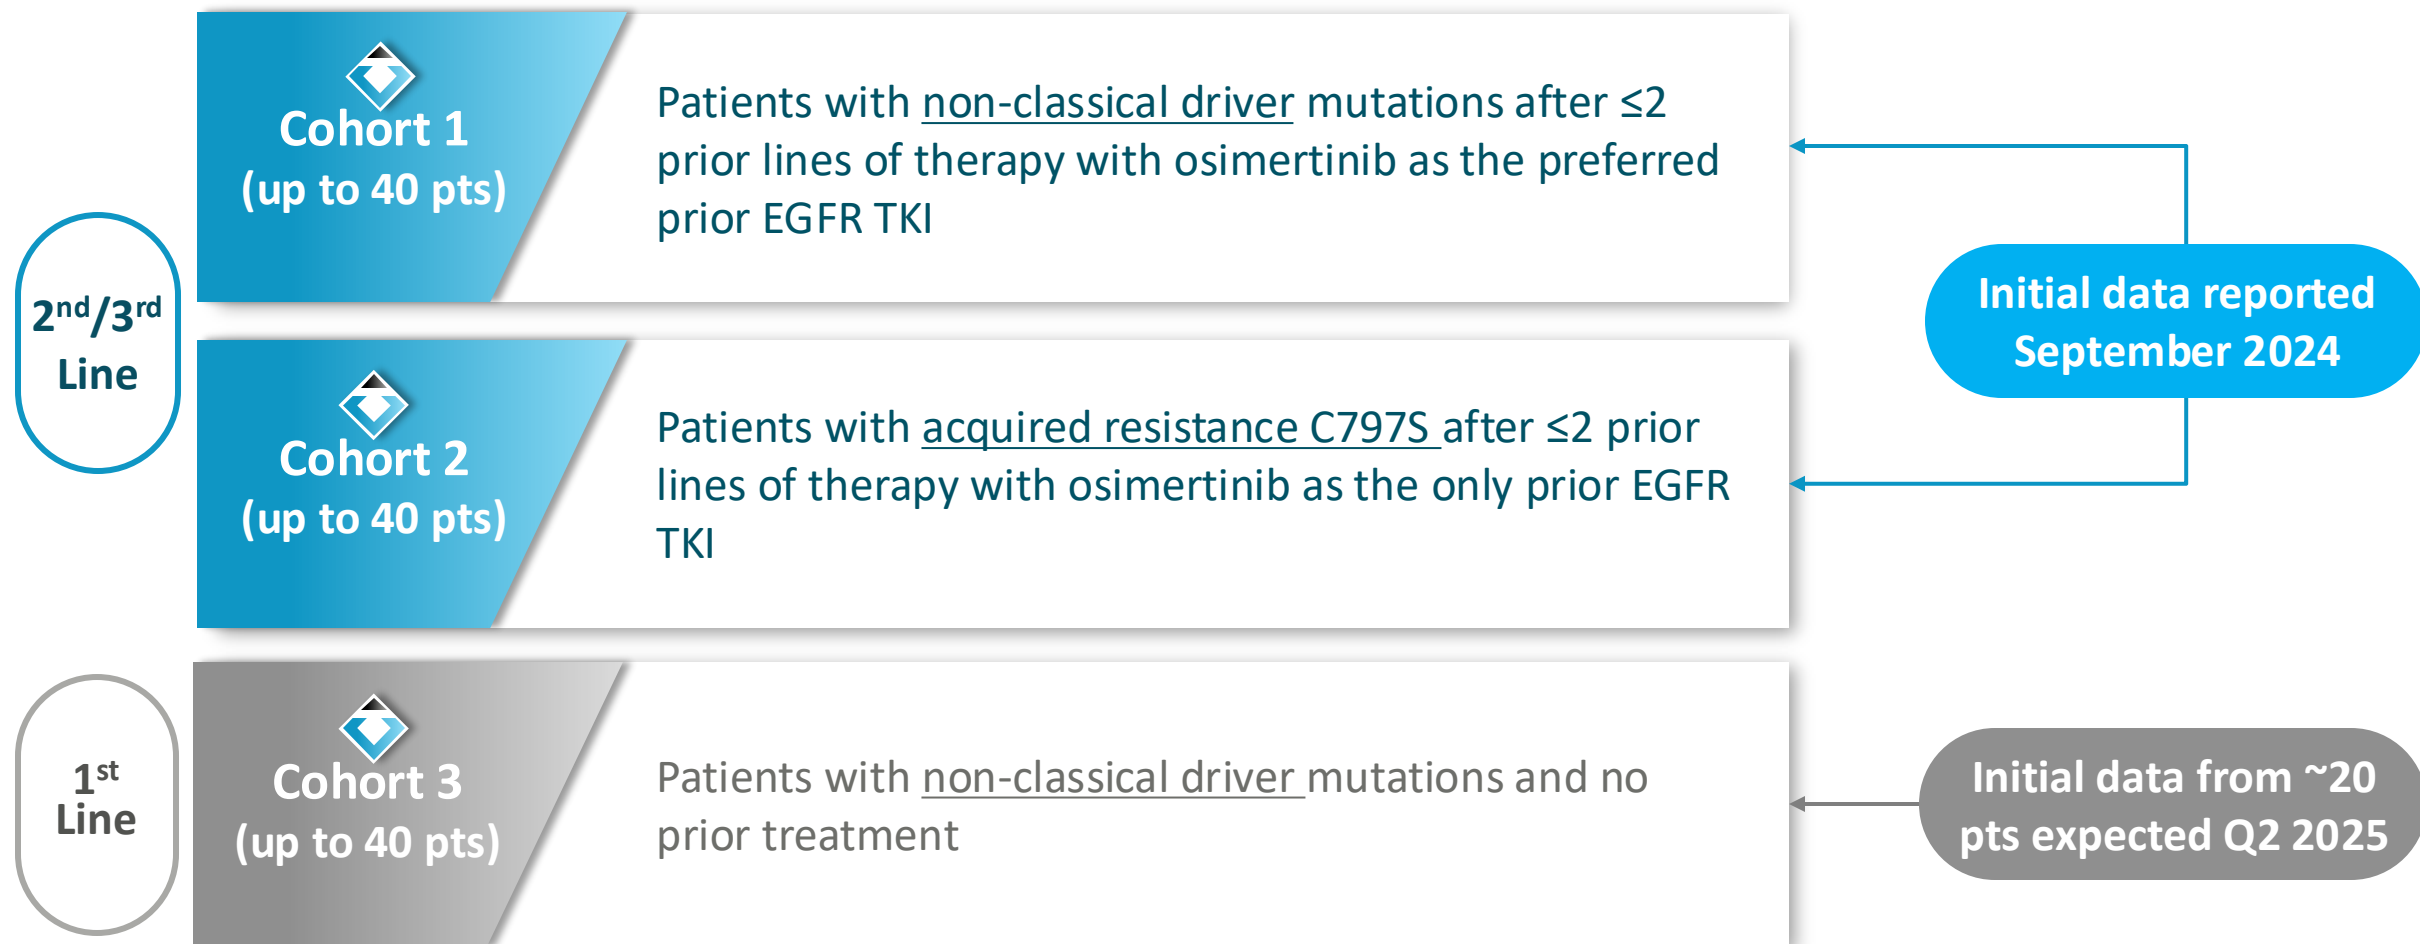 Cohort 1
(up to 40 pts)
Patients with non-classical driver mutations after ≤2
prior lines of therapy with osimertinib as the preferred
prior EGFR TKI
2nd/3rd
Line
Initial data reported
September 2024
Cohort 2
(up to 40 pts)
Patients with acquired resistance C797S after ≤2 prior
lines of therapy with osimertinib as the only prior EGFR
TKI
1st
Line
Cohort 3
(up to 40 pts)
Patients with non-classical driver mutations and no
prior treatment
Initial data from ~20
pts expected Q2 2025